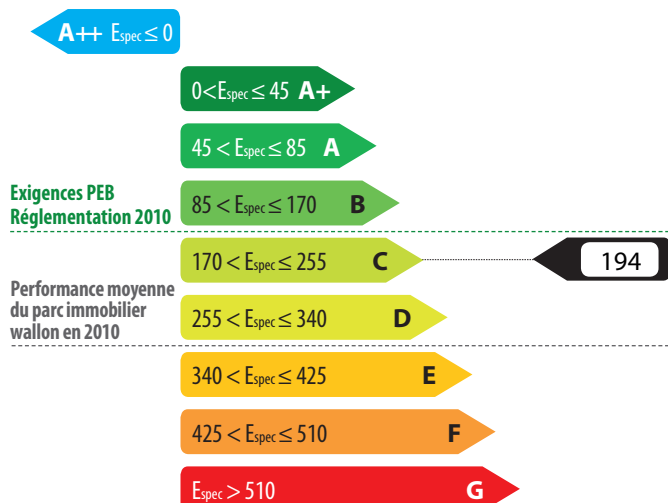 A++ Espec ≤ 0
0 < Espec ≤ 45 A+
45 < Espec ≤ 85 A
Exigences PEB
Réglementation 2010
85 < Espec ≤ 170 B
170 < Espec ≤ 255 C
194
Performance moyenne
du parc immobilier
wallon en 2010
255 < Espec ≤ 340 D
340 < Espec ≤ 425 E
425 < Espec ≤ 510 F
Espec > 510 G